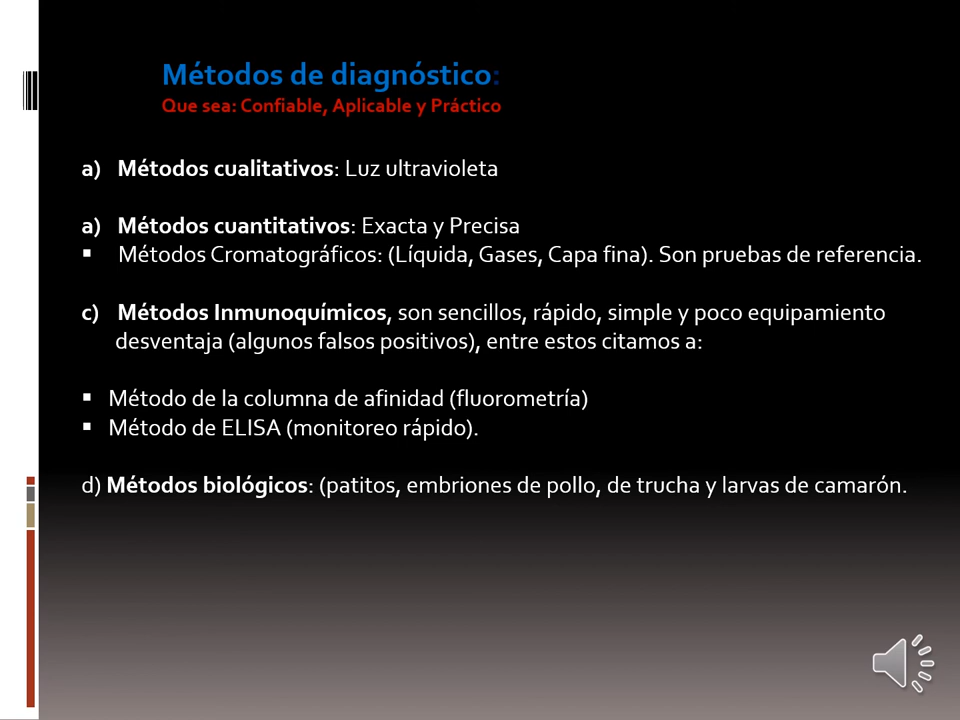 Métodos de diagnóstico:
Que sea: Confiable, Aplicable y Práctico
a) Métodos cualitativos: Luz ultravioleta
a) Métodos cuantitativos: Exacta y Precisa
▪ Métodos Cromatográficos: (Líquida, Gases, Capa fina). Son pruebas de referencia.
c) Métodos Inmunoquímicos, son sencillos, rápido, simple y poco equipamiento
desventaja (algunos falsos positivos), entre estos citamos a:
▪ Método de la columna de afinidad (fluorometría)
▪ Método de ELISA (monitoreo rápido).
d) Métodos biológicos: (patitos, embriones de pollo, de trucha y larvas de camarón.